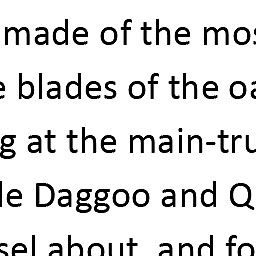 made of the mos
e blades of the oa
g at the main-tru
le Daggoo and Q
sel about, and fo